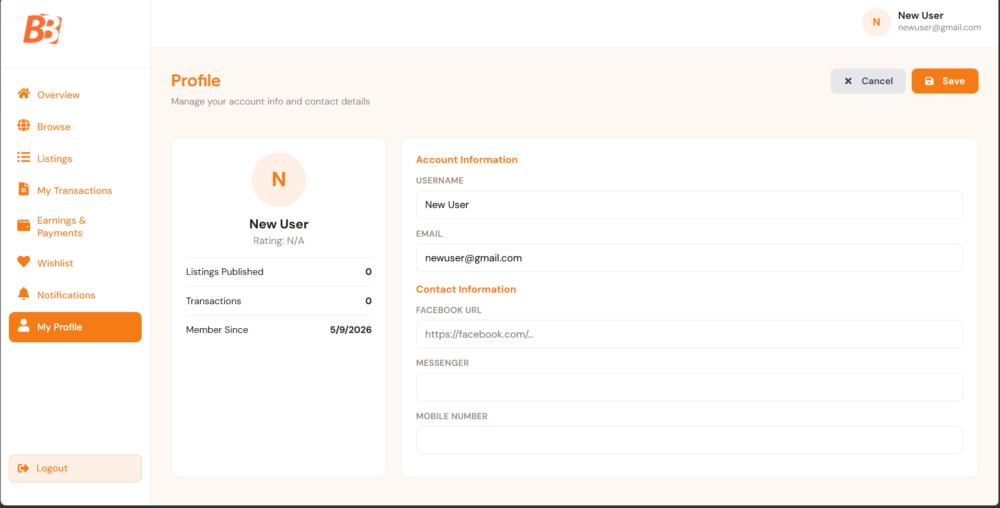 BB
New User
newuser@gmail.com
N
Overview
Browse
Listings
My Transactions
Earnings &
Payments
Wishlist
Notifications
My Profile
Logout
Profile
Manage your account info and contact details
Cancel
Save
N
New User
Rating: N/A
Listings Published 0
Transactions 0
Member Since 5/9/2026
Account Information
USERNAME
New User
EMAIL
newuser@gmail.com
Contact Information
FACEBOOK URL
https://facebook.com/...
MESSENGER
MOBILE NUMBER